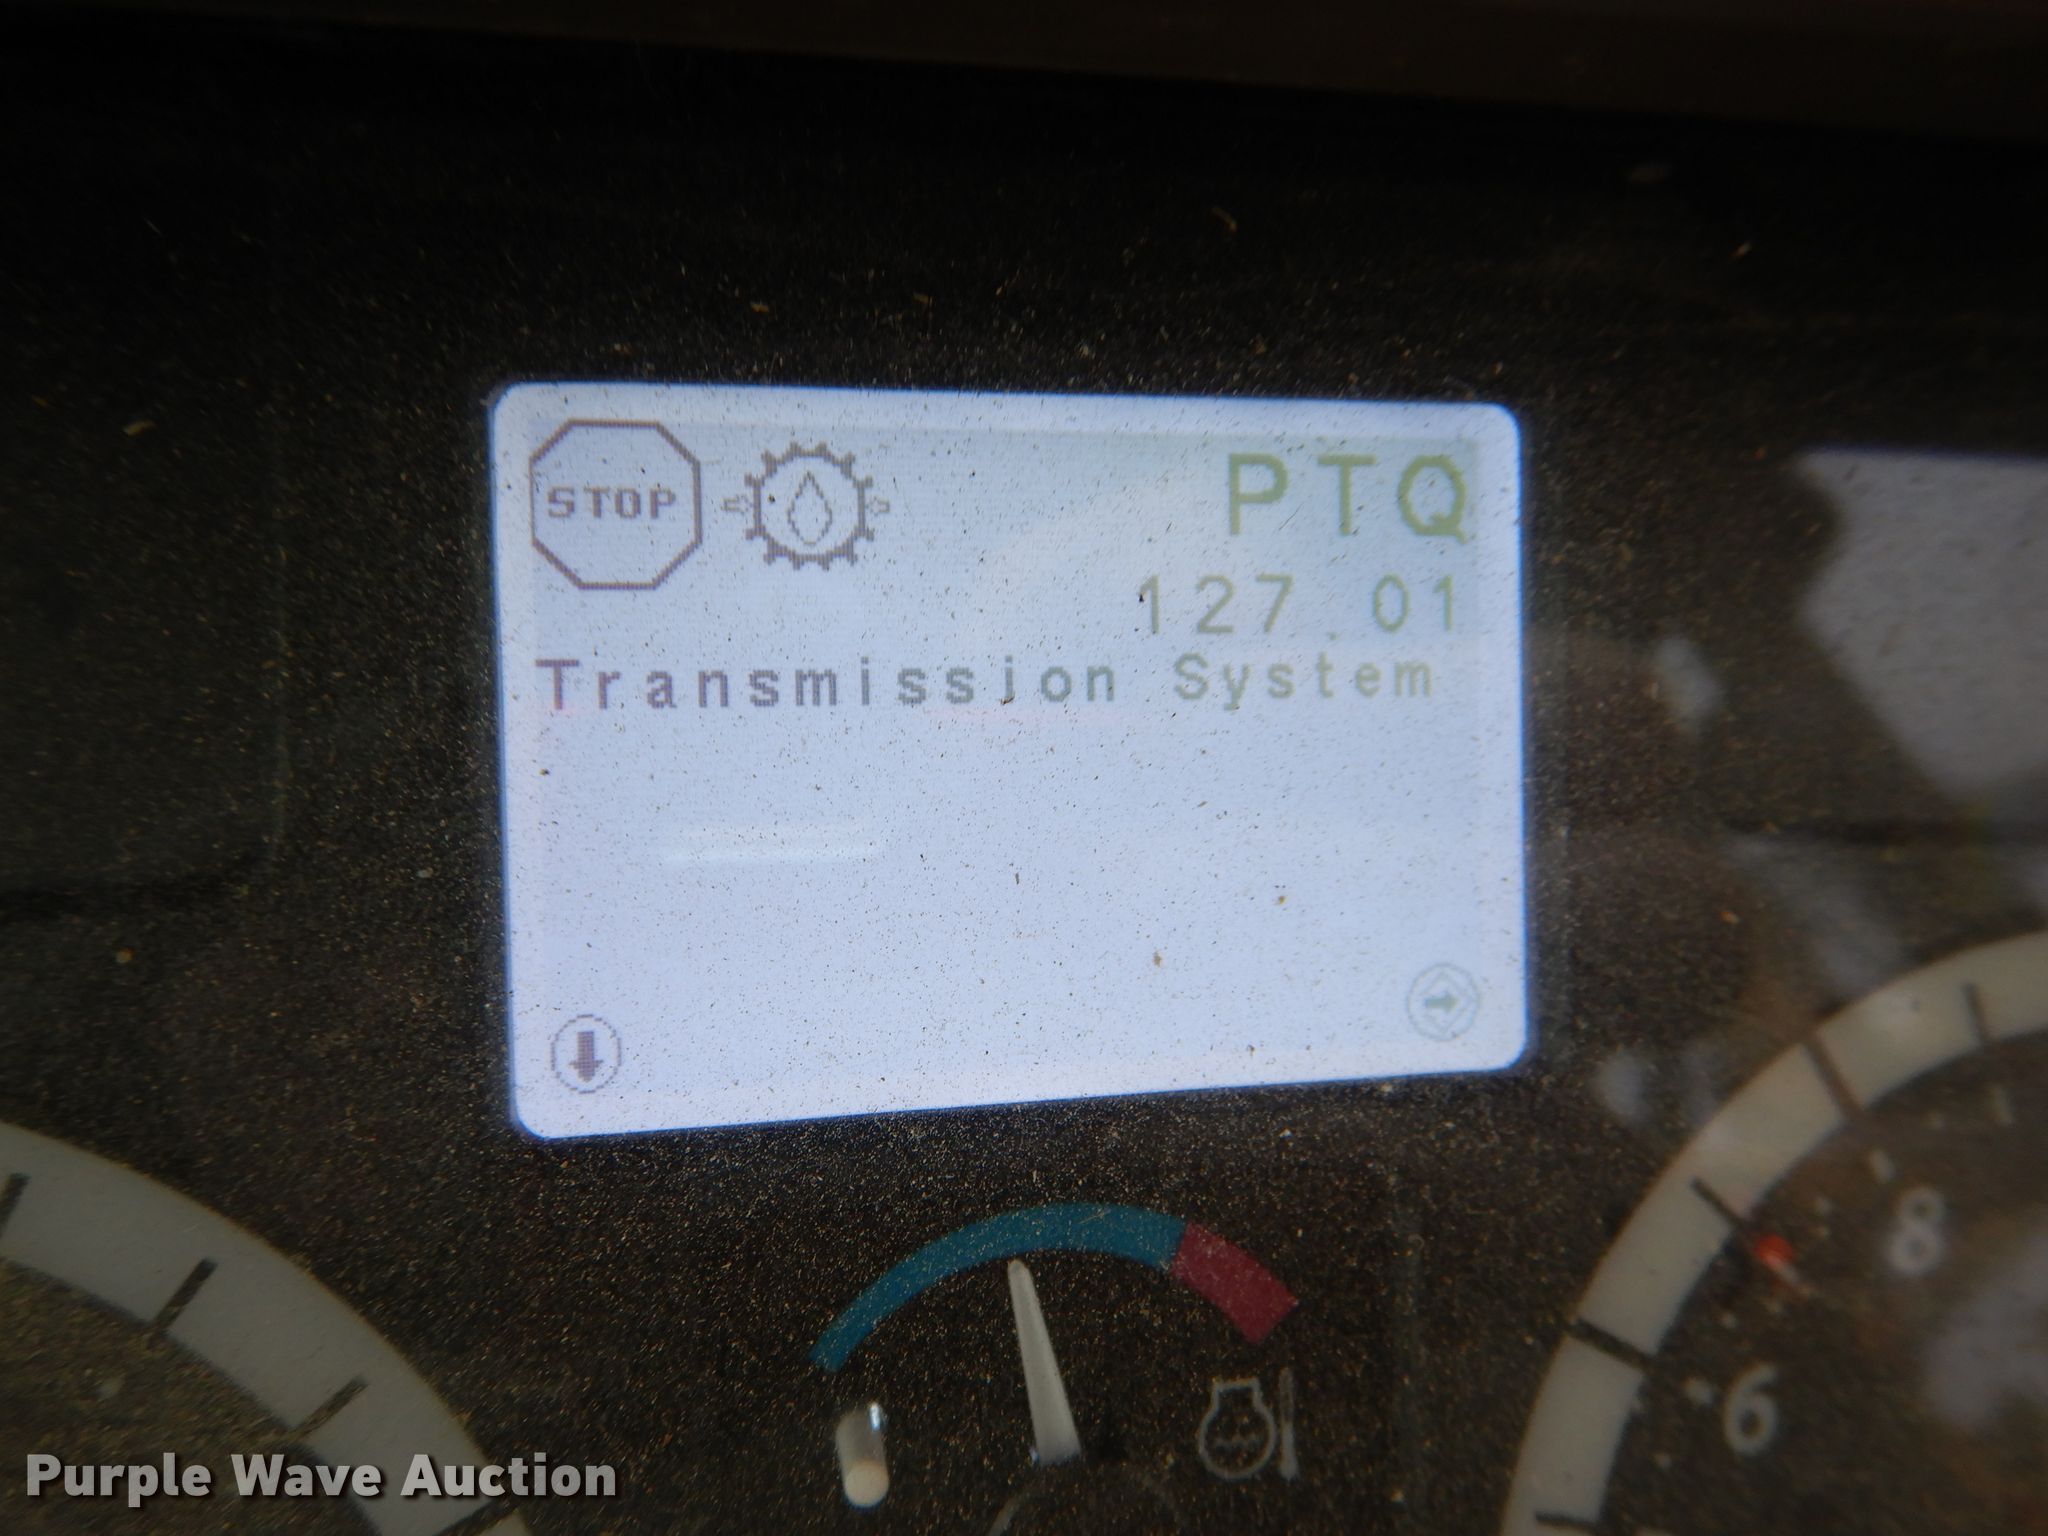 STOP
PTQ
127.01
Transmission System
8
6
Purple Wave Auction